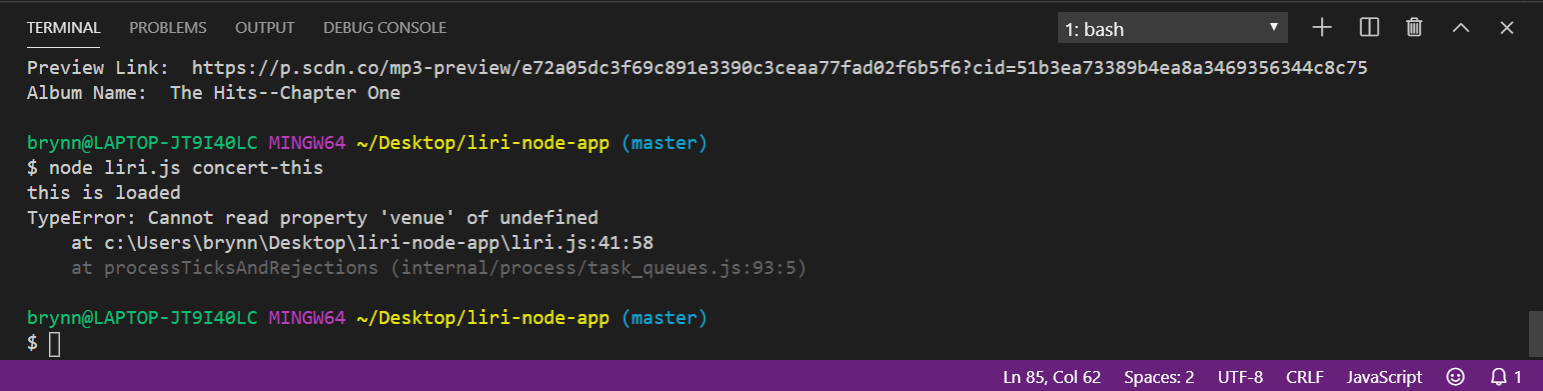 TERMINAL PROBLEMS OUTPUT DEBUG CONSOLE 1: bash
Preview Link:  https://p.scdn.co/mp3-preview/e72a05dc3f69c891e3390c3ceaa77fad02f6b5f6?cid=51b3ea73389b4ea8a3469356344c8c75
Album Name:  The Hits--Chapter One
brynn@LAPTOP-JT9I40LC MINGW64 ~/Desktop/liri-node-app (master)
$ node liri.js concert-this
this is loaded
TypeError: Cannot read property 'venue' of undefined
    at c:\Users\brynn\Desktop\liri-node-app\liri.js:41:58
    at processTicksAndRejections (internal/process/task_queues.js:93:5)
brynn@LAPTOP-JT9I40LC MINGW64 ~/Desktop/liri-node-app (master)
$
Ln 85, Col 62 Spaces: 2 UTF-8 CRLF JavaScript 1